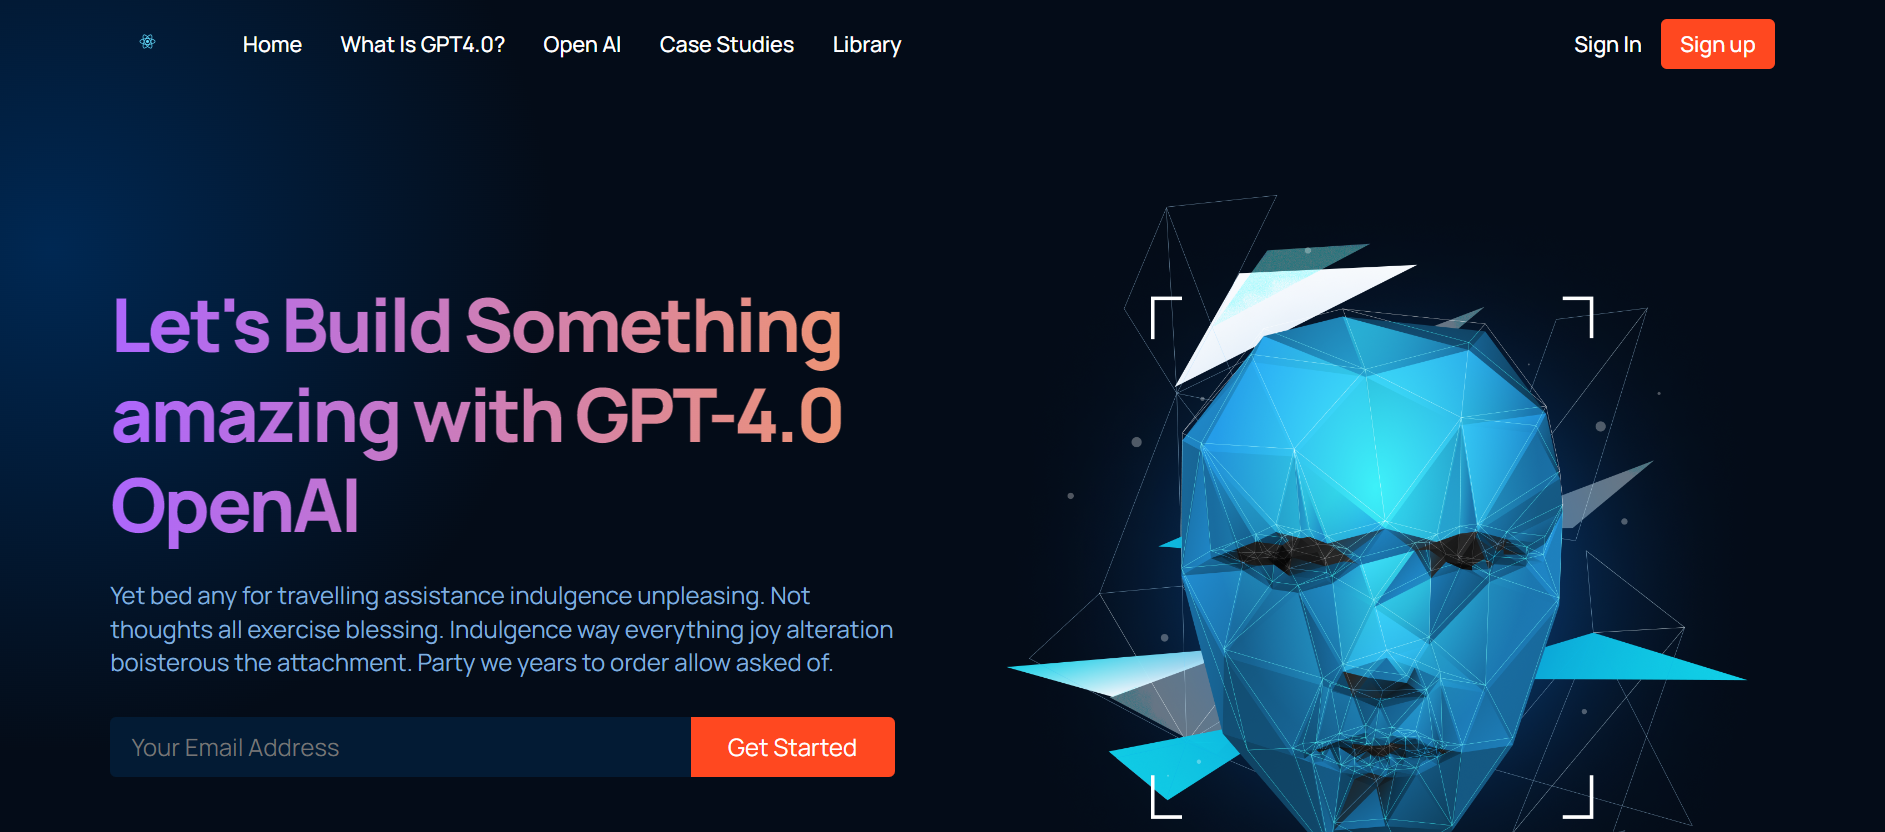 Home
What Is GPT4.0?
Open AI
Case Studies
Library
Sign In
Sign up
Let's Build Something
amazing with GPT-4.0
OpenAI
Yet bed any for travelling assistance indulgence unpleasing. Not
thoughts all exercise blessing. Indulgence way everything joy alteration
boisterous the attachment. Party we years to order allow asked of.
Your Email Address
Get Started